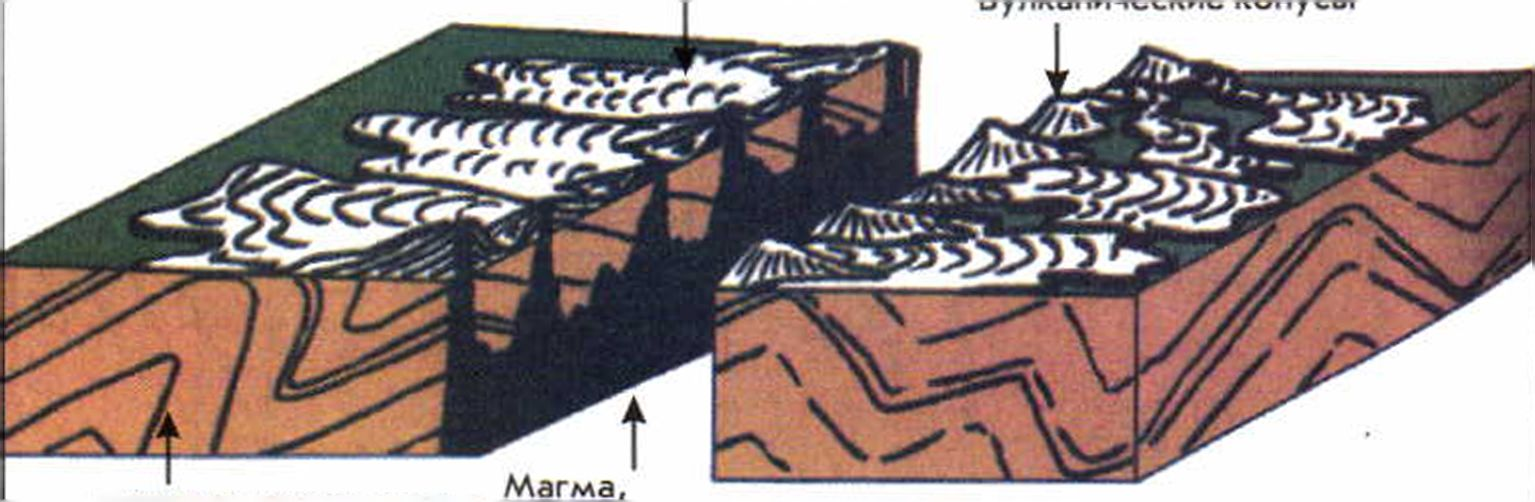 Вулканические конусы
Магма,